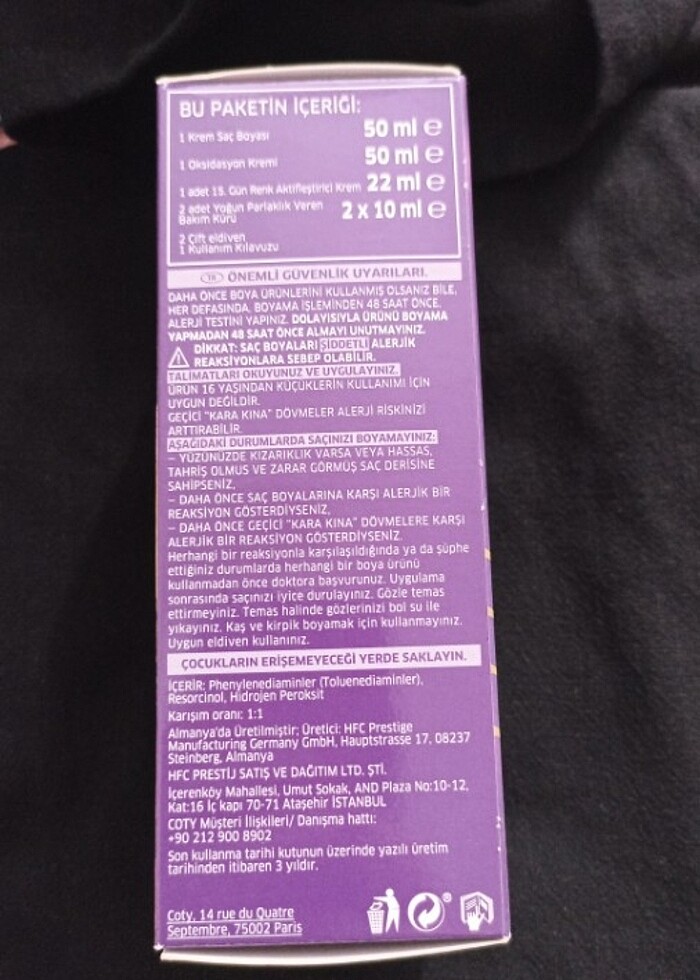 BU PAKETİN İÇERİĞİ:
1 Krem Saç Boyası 50 ml e
1 Oksidasyon Kremi 50 ml e
1 adet 15. Gün Renk Aktifleştirici Krem 22 ml e
2 adet Yoğun Parlaklık Veren 2 x 10 ml e
Bakım Kürü
2 Çift eldiven
1 Kullanım Kılavuzu
TR ÖNEMLİ GÜVENLİK UYARILARI.
DAHA ÖNCE BOYA ÜRÜNLERİNİ KULLANMIŞ OLSANIZ BİLE,
HER DEFASINDA, BOYAMA İŞLEMİNDEN 48 SAAT ÖNCE,
ALERJİ TESTİNİ YAPINIZ. DOLAYISIYLA ÜRÜNÜ BOYAMA
YAPMADAN 48 SAAT ÖNCE ALMAYI UNUTMAYINIZ.
DİKKAT: SAÇ BOYALARI ŞİDDETLİ ALERJİK
REAKSİYONLARA SEBEP OLABİLİR.
TALİMATLARI OKUYUNUZ VE UYGULAYINIZ.
ÜRÜN 16 YAŞINDAN KÜÇÜKLERİN KULLANIMI İÇİN
UYGUN DEĞİLDİR.
GEÇİCİ "KARA KINA" DÖVMELER ALERJİ RİSKİNİZİ
ARTTIRABİLİR.
AŞAĞIDAKİ DURUMLARDA SAÇINIZI BOYAMAYINIZ:
– YÜZÜNÜZDE KIZARIKLIK VARSA VEYA HASSAS,
TAHRİŞ OLMUŞ VE ZARAR GÖRMÜŞ SAÇ DERİSİNE
SAHİPSENİZ,
– DAHA ÖNCE SAÇ BOYALARINA KARŞI ALERJİK BİR
REAKSİYON GÖSTERDİYSENİZ,
– DAHA ÖNCE GEÇİCİ "KARA KINA" DÖVMELERE KARŞI
ALERJİK BİR REAKSİYON GÖSTERDİYSENİZ.
Herhangi bir reaksiyonla karşılaşıldığında ya da şüphe
ettiğiniz durumlarda herhangi bir boya ürünü
kullanmadan önce doktora başvurunuz. Uygulama
sonrasında saçınızı iyice durulayınız. Gözle temas
ettirmeyiniz. Temas halinde gözlerinizi bol su ile
yıkayınız. Kaş ve kirpik boyamak için kullanmayınız.
Uygun eldiven kullanınız.
ÇOCUKLARIN ERİŞEMEYECEĞİ YERDE SAKLAYIN.
İÇERİR: Phenylenediaminler (Toluenediaminler),
Resorcinol, Hidrojen Peroksit
Karışım oranı: 1:1
Almanya'da Üretilmiştir; Üretici: HFC Prestige
Manufacturing Germany GmbH, Hauptstrasse 17, 08237
Steinberg, Almanya
HFC PRESTİJ SATIŞ VE DAĞITIM LTD. ŞTİ.
İçerenköy Mahallesi, Umut Sokak, AND Plaza No:10-12,
Kat:16 İç kapı 70-71 Ataşehir İSTANBUL
COTY Müşteri İlişkileri/ Danışma hattı:
+90 212 900 8902
Son kullanma tarihi kutunun üzerinde yazılı üretim
tarihinden itibaren 3 yıldır.
Coty, 14 rue du Quatre
Septembre, 75002 Paris